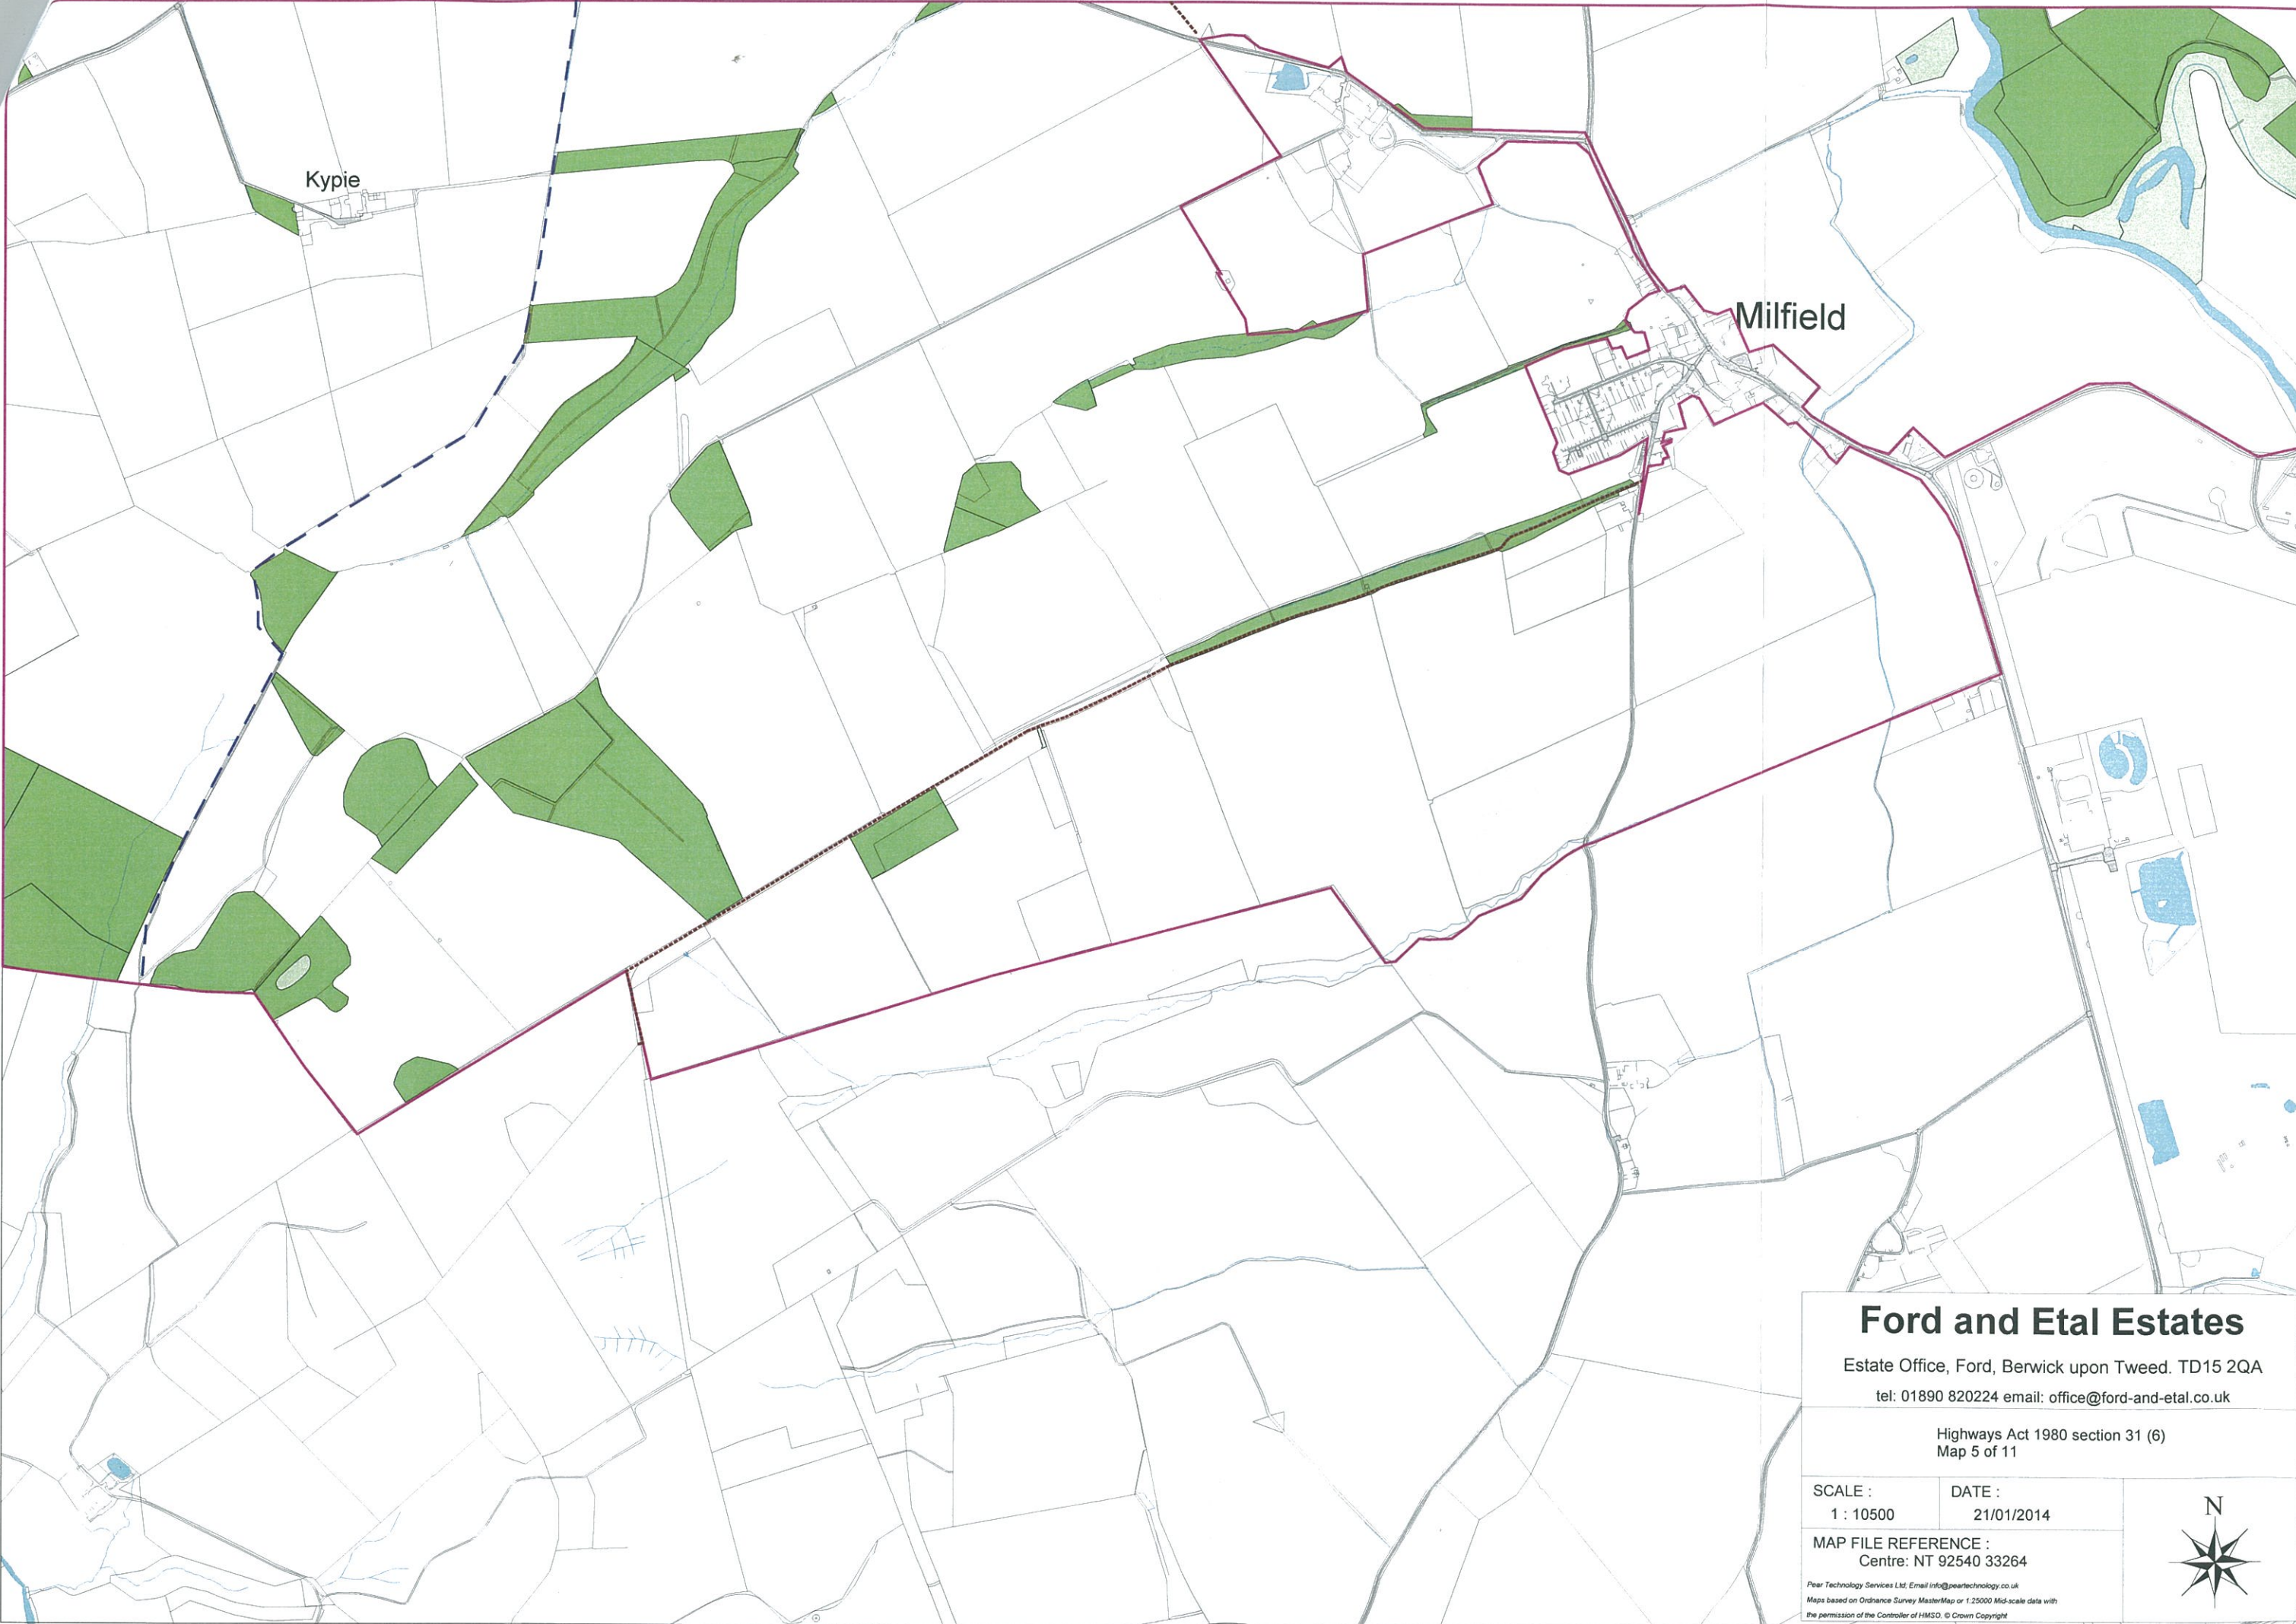 Kypie
Milfield
Ford and Etal Estates
Estate Office, Ford, Berwick upon Tweed. TD15 2QA
tel: 01890 820224 email: office@ford-and-etal.co.uk
Highways Act 1980 section 31 (6)
Map 5 of 11
SCALE :
1 : 10500
DATE :
21/01/2014
MAP FILE REFERENCE :
Centre: NT 92540 33264
N
Pear Technology Services Ltd; Email info@peartechnology.co.uk
Maps based on Ordnance Survey MasterMap or 1:25000 Mid-scale data with
the permission of the Controller of HMSO. © Crown Copyright